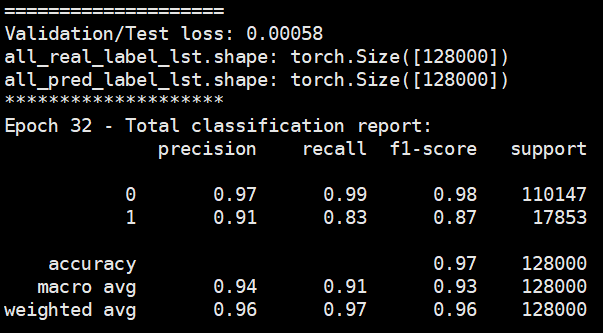 ====================
Validation/Test loss: 0.00058
all_real_label_lst.shape: torch.Size([128000])
all_pred_label_lst.shape: torch.Size([128000])
********************
Epoch 32 - Total classification report:
              precision    recall  f1-score   support

           0       0.97      0.99      0.98    110147
           1       0.91      0.83      0.87     17853

    accuracy                           0.97    128000
   macro avg       0.94      0.91      0.93    128000
weighted avg       0.96      0.97      0.96    128000